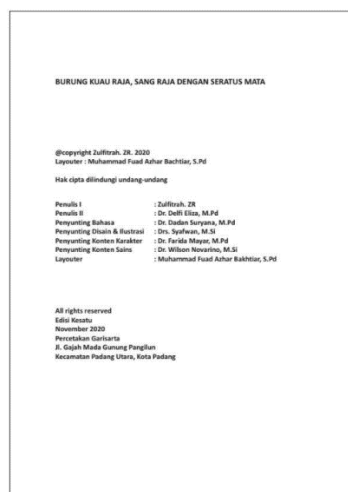 BURUNG KUAU RAJA, SANG RAJA DENGAN SERATUS MATA
@copyright Zulfitrah. ZR. 2020
Layouter : Muhammad Fuad Azhar Bachtiar, S.Pd
Hak cipta dilindungi undang-undang
Penulis I : Zulfitrah. ZR
Penulis II : Dr. Delfi Eliza, M.Pd
Penyunting Bahasa : Dr. Dadan Suryana, M.Pd
Penyunting Disain & Ilustrasi : Drs. Syafwan, M.Si
Penyunting Konten Karakter : Dr. Farida Mayar, M.Pd
Penyunting Konten Sains : Dr. Wilson Novarino, M.Si
Layouter : Muhammad Fuad Azhar Bakhtiar, S.Pd
All rights reserved
Edisi Kesatu
November 2020
Percetakan Garisarta
Jl. Gajah Mada Gunung Pangilun
Kecamatan Padang Utara, Kota Padang